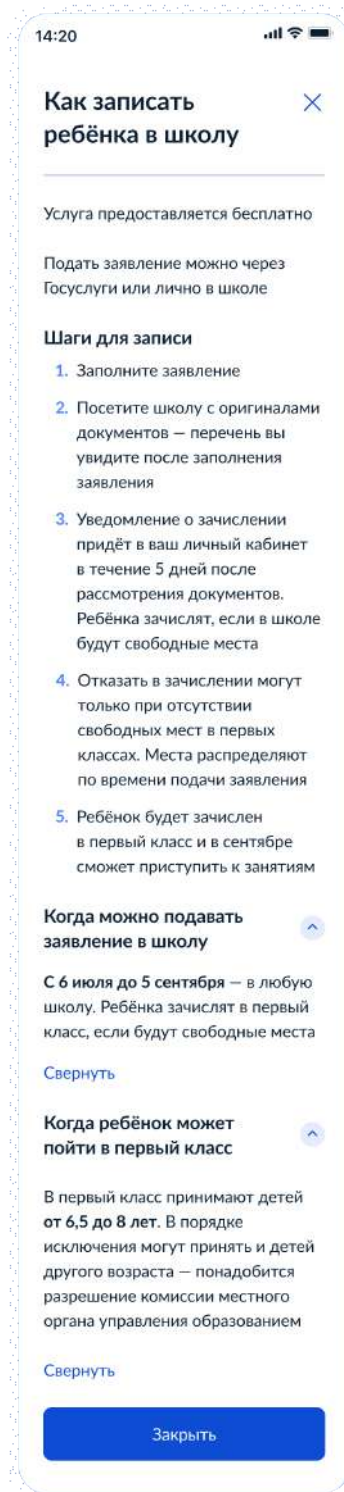 14:20
Как записать
ребёнка в школу
Услуга предоставляется бесплатно
Подать заявление можно через
Госуслуги или лично в школе
Шаги для записи
1. Заполните заявление
2. Посетите школу с оригиналами
документов — перечень вы
увидите после заполнения
заявления
3. Уведомление о зачислении
придёт в ваш личный кабинет
в течение 5 дней после
рассмотрения документов.
Ребёнка зачислят, если в школе
будут свободные места
4. Отказать в зачислении могут
только при отсутствии
свободных мест в первых
классах. Места распределяют
по времени подачи заявления
5. Ребёнок будет зачислен
в первый класс и в сентябре
сможет приступить к занятиям
Когда можно подавать
заявление в школу
С 6 июля до 5 сентября — в любую
школу. Ребёнка зачислят в первый
класс, если будут свободные места
Свернуть
Когда ребёнок может
пойти в первый класс
В первый класс принимают детей
от 6,5 до 8 лет. В порядке
исключения могут принять и детей
другого возраста — понадобится
разрешение комиссии местного
органа управления образованием
Свернуть
Закрыть